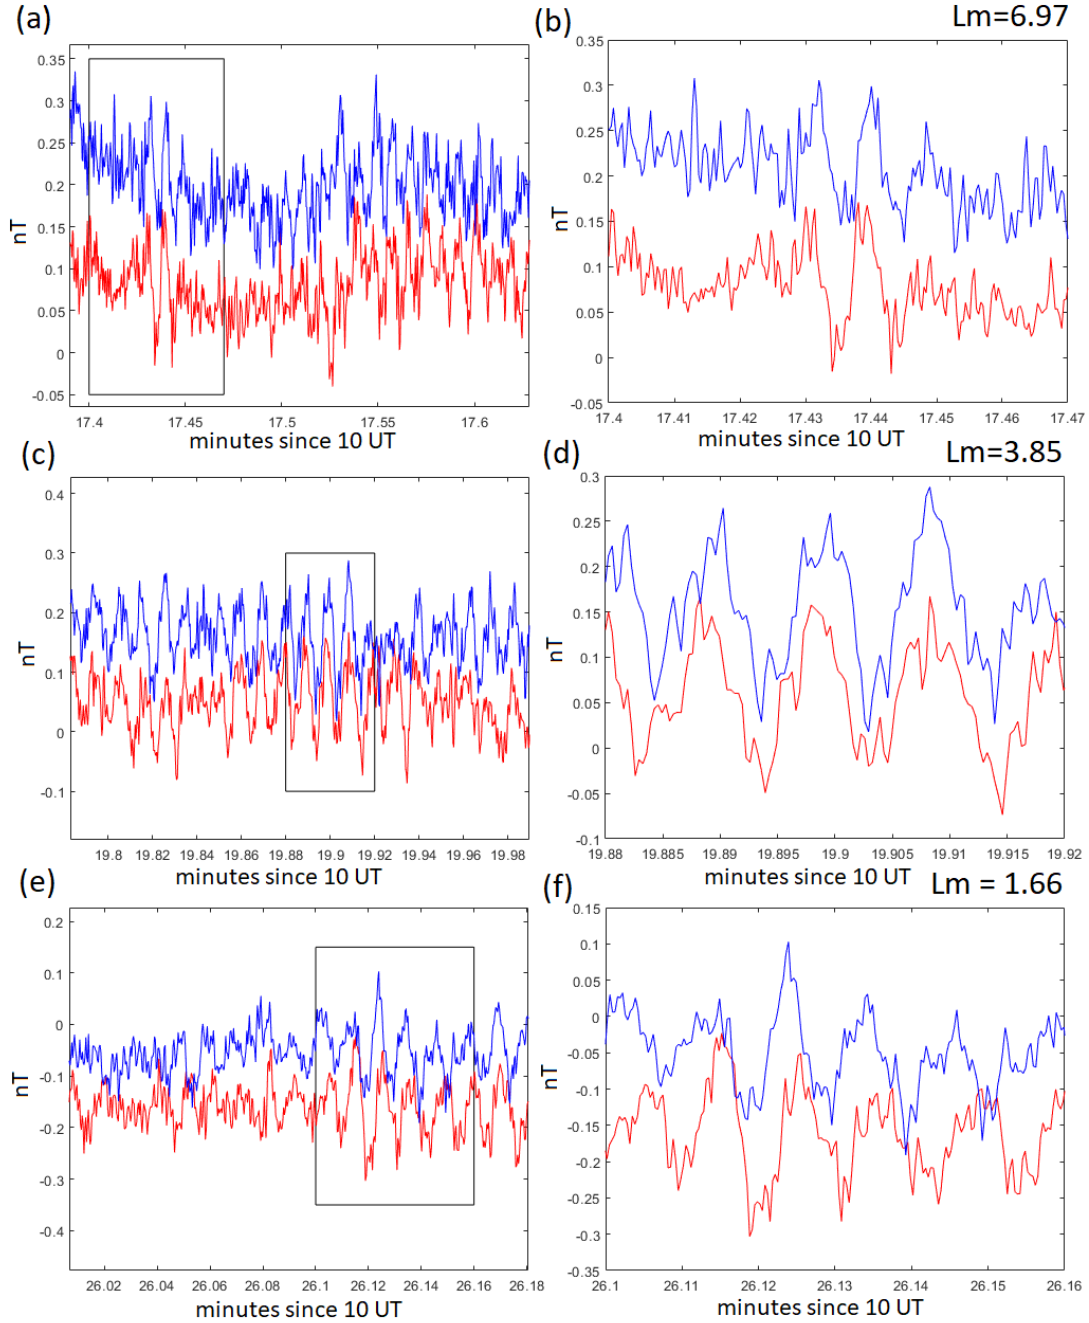 (a)
0.35
0.3
0.25
0.2
0.15
0.1
0.05
0
-0.05
nT
17.4 17.45 17.5 17.55 17.6
minutes since 10 UT
(b)
Lm=6.97
0.35
0.3
0.25
0.2
0.15
0.1
0.05
0
-0.05
nT
17.4 17.41 17.42 17.43 17.44 17.45 17.46 17.47
minutes since 10 UT
(c)
0.4
0.3
0.2
0.1
0
-0.1
nT
19.8 19.82 19.84 19.86 19.88 19.9 19.92 19.94 19.96 19.98
minutes since 10 UT
(d)
Lm=3.85
0.3
0.25
0.2
0.15
0.1
0.05
0
-0.05
-0.1
nT
19.88 19.885 19.89 19.895 19.9 19.905 19.91 19.915 19.92
minutes since 10 UT
(e)
0.2
0.1
0
-0.1
-0.2
-0.3
-0.4
nT
26.02 26.04 26.06 26.08 26.1 26.12 26.14 26.16 26.18
minutes since 10 UT
(f)
Lm = 1.66
0.15
0.1
0.05
0
-0.05
-0.1
-0.15
-0.2
-0.25
-0.3
-0.35
nT
26.1 26.11 26.12 26.13 26.14 26.15 26.16
minutes since 10 UT